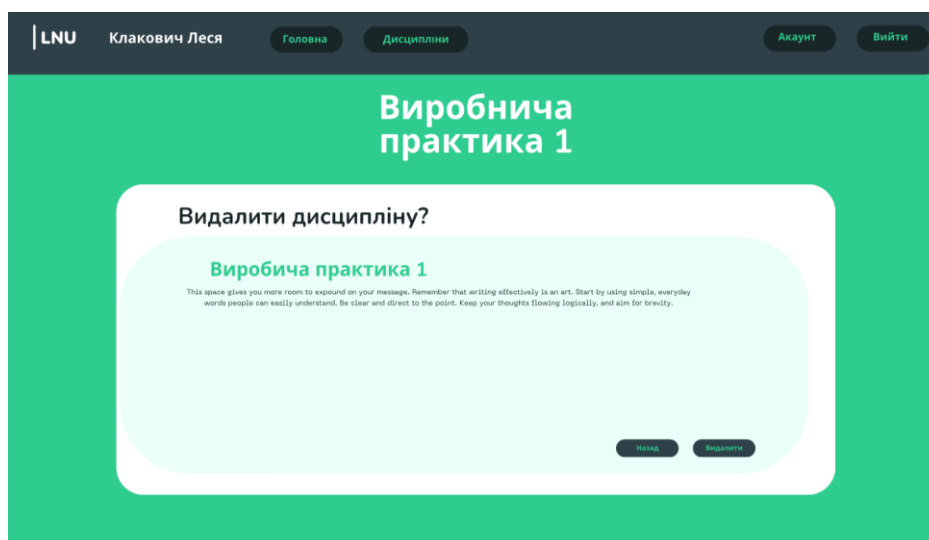 LNU
Клакович Леся
Головна
Дисципліни
Акаунт
Вийти
Виробнича
практика 1
Видалити дисципліну?
Виробича практика 1
This space gives you more room to expound on your message. Remember that writing effectively is an art. Start by using simple, everyday
words people can easily understand. Be clear and direct to the point. Keep your thoughts flowing logically, and aim for brevity.
Назад
Видалити